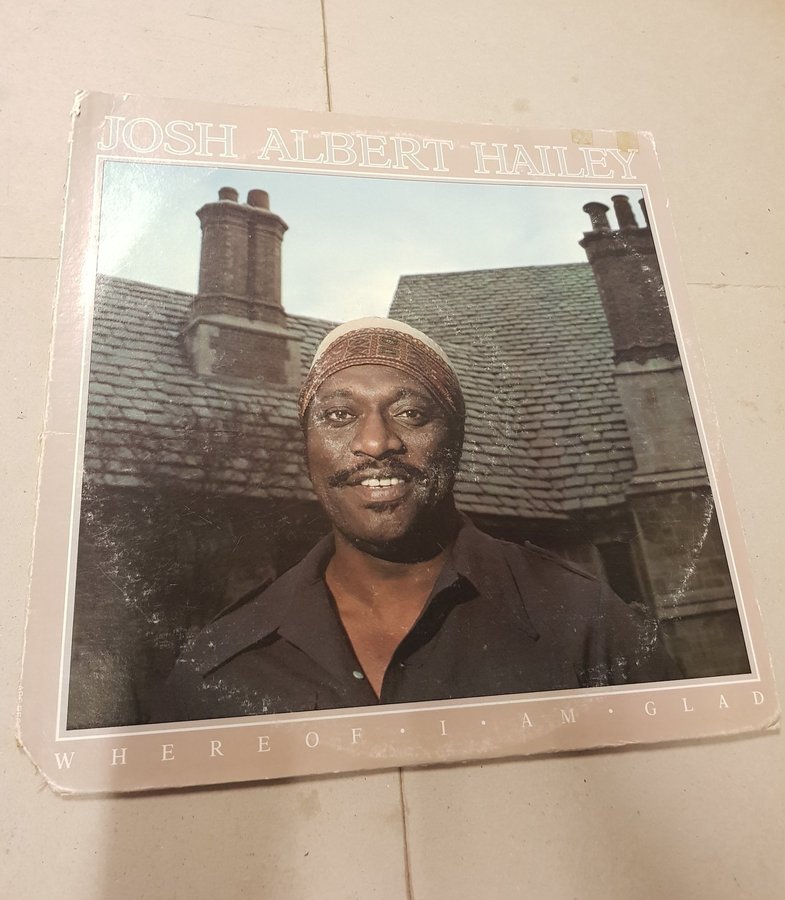 JOSH ALBERT HAILEY
WHEREOF • I • AM • GLAD